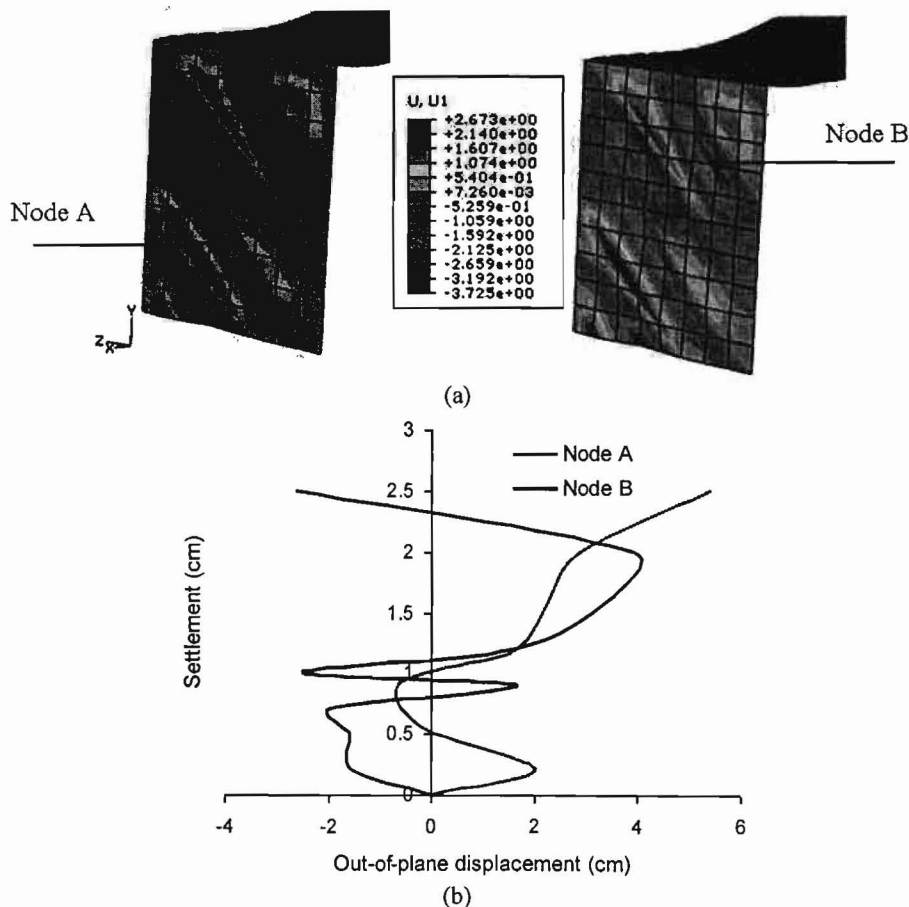 Node A
U, U1
+2.673e+00
+2.140e+00
+1.607e+00
+1.074e+00
+5.404e-01
+7.260e-03
-5.259e-01
-1.059e+00
-1.592e+00
-2.125e+00
-2.659e+00
-3.192e+00
-3.725e+00
Node B
Y
Z X
(a)
Settlement (cm)
3
2.5
2
1.5
1
0.5
0
Node A
Node B
-4 -2 0 2 4 6
Out-of-plane displacement (cm)
(b)